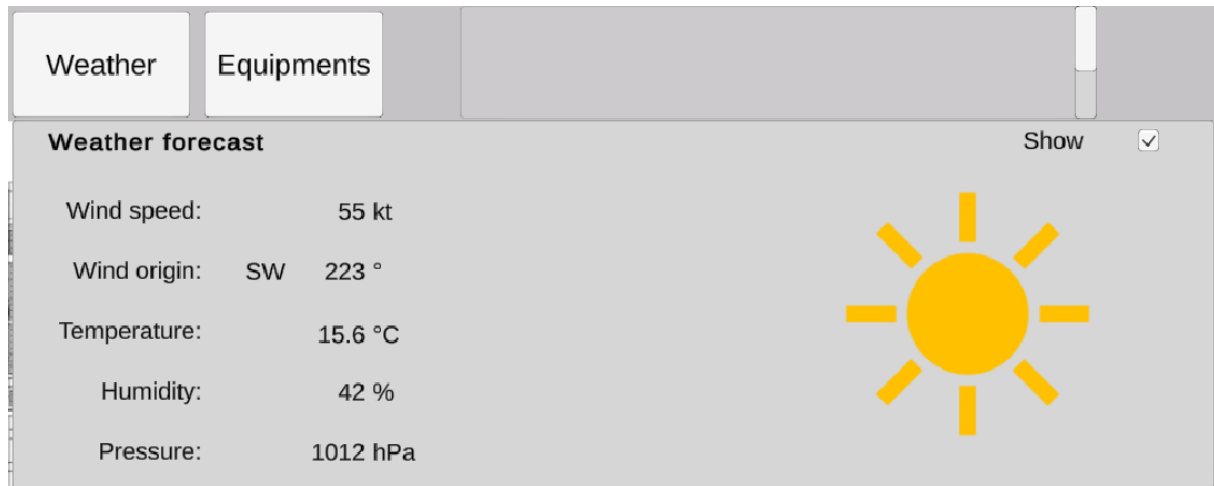 Weather Equipments
Weather forecast Show
Wind speed: 55 kt
Wind origin: SW 223 °
Temperature: 15.6 °C
Humidity: 42 %
Pressure: 1012 hPa